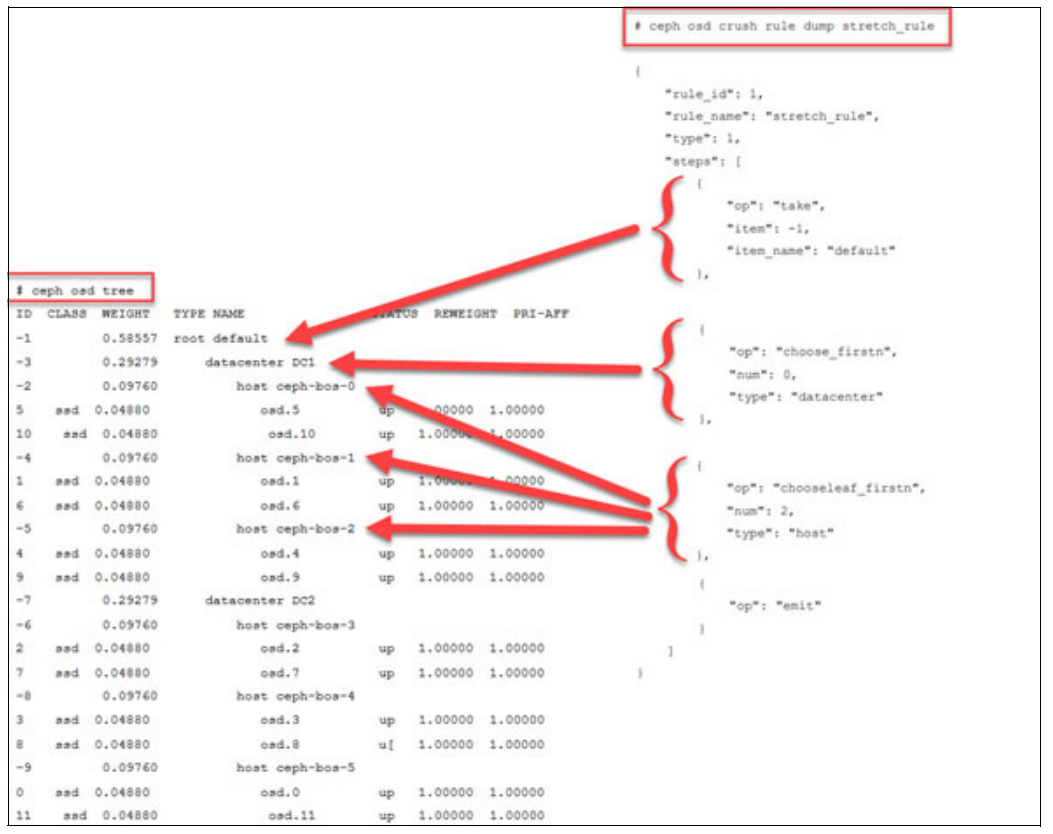 # ceph osd crush rule dump stretch_rule
{
"rule_id": 1,
"rule_name": "stretch_rule",
"type": 1,
"steps": [
{
"op": "take",
"item": -1,
"item_name": "default"
},
{
"op": "choose_firstn",
"num": 0,
"type": "datacenter"
},
{
"op": "chooseleaf_firstn",
"num": 2,
"type": "host"
},
{
"op": "emit"
}
]
}
# ceph osd tree
ID CLASS WEIGHT TYPE NAME STATUS REWEIGHT PRI-AFF
-1 0.58557 root default
-3 0.29279 datacenter DC1
-2 0.09760 host ceph-bos-0
5 ssd 0.04880 osd.5 up .00000 1.00000
10 ssd 0.04880 osd.10 up 1.00000 1.00000
-4 0.09760 host ceph-bos-1
1 ssd 0.04880 osd.1 up 1.00000 1.00000
6 ssd 0.04880 osd.6 up 1.00000 1.00000
-5 0.09760 host ceph-bos-2
4 ssd 0.04880 osd.4 up 1.00000 1.00000
9 ssd 0.04880 osd.9 up 1.00000 1.00000
-7 0.29279 datacenter DC2
-6 0.09760 host ceph-bos-3
2 ssd 0.04880 osd.2 up 1.00000 1.00000
7 ssd 0.04880 osd.7 up 1.00000 1.00000
-8 0.09760 host ceph-bos-4
3 ssd 0.04880 osd.3 up 1.00000 1.00000
8 ssd 0.04880 osd.8 u[ 1.00000 1.00000
-9 0.09760 host ceph-bos-5
0 ssd 0.04880 osd.0 up 1.00000 1.00000
11 ssd 0.04880 osd.11 up 1.00000 1.00000